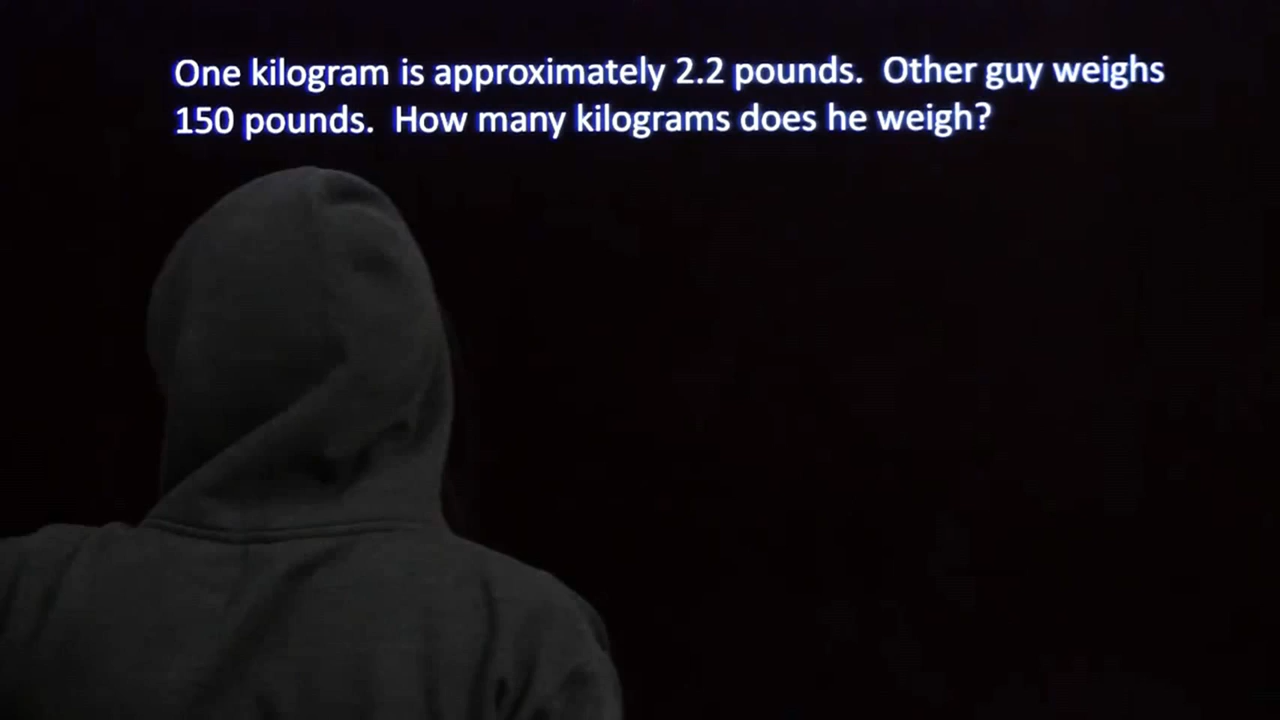 One kilogram is approximately 2.2 pounds.  Other guy weighs
150 pounds.  How many kilograms does he weigh?